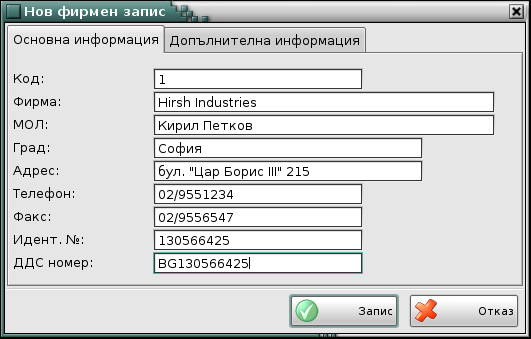 Нов фирмен запис
Основна информация Допълнителна информация
Код: 1
Фирма: Hirsh Industries
МОЛ: Кирил Петков
Град: София
Адрес: бул. "Цар Борис III" 215
Телефон: 02/9551234
Факс: 02/9556547
Идент. №: 130566425
ДДС номер: BG130566425
Запис Отказ